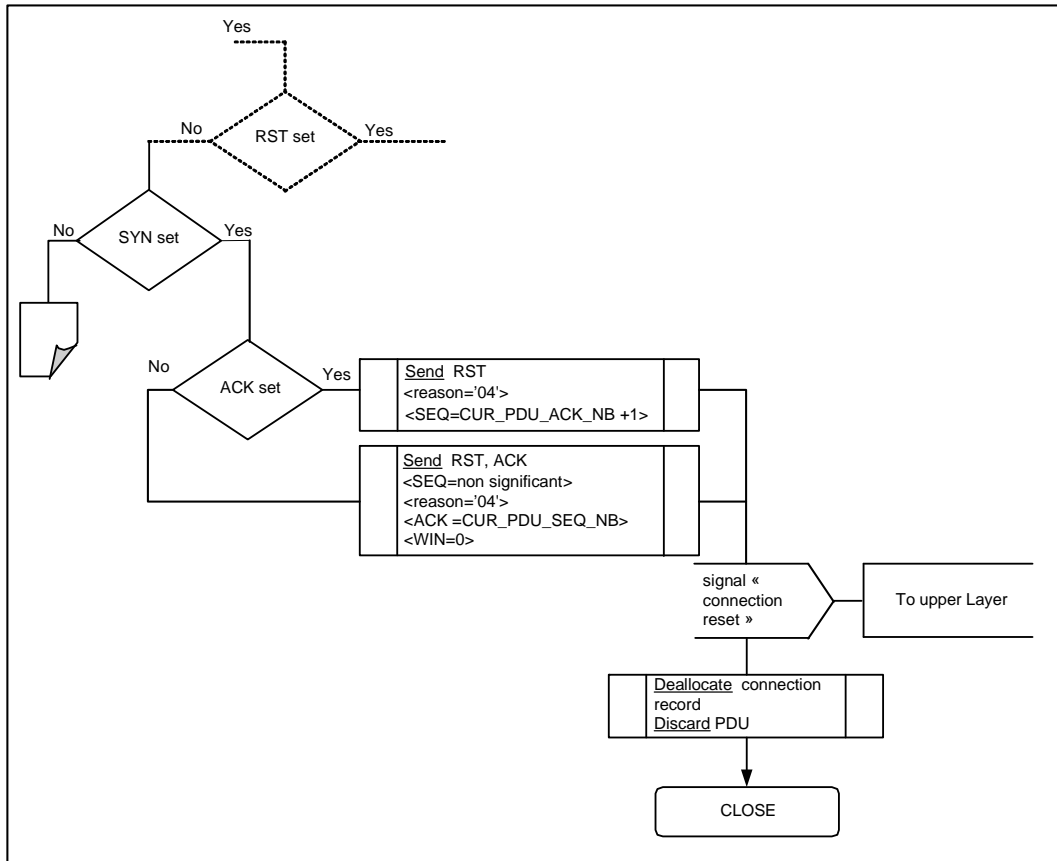 Yes
No
RST set
Yes
No
SYN set
Yes
No
ACK set
Yes
Send RST
<reason='04'>
<SEQ=CUR_PDU_ACK_NB +1>
Send RST, ACK
<SEQ=non significant>
<reason='04'>
<ACK =CUR_PDU_SEQ_NB>
<WIN=0>
signal «
connection
reset »
To upper Layer
Deallocate connection
record
Discard PDU
CLOSE